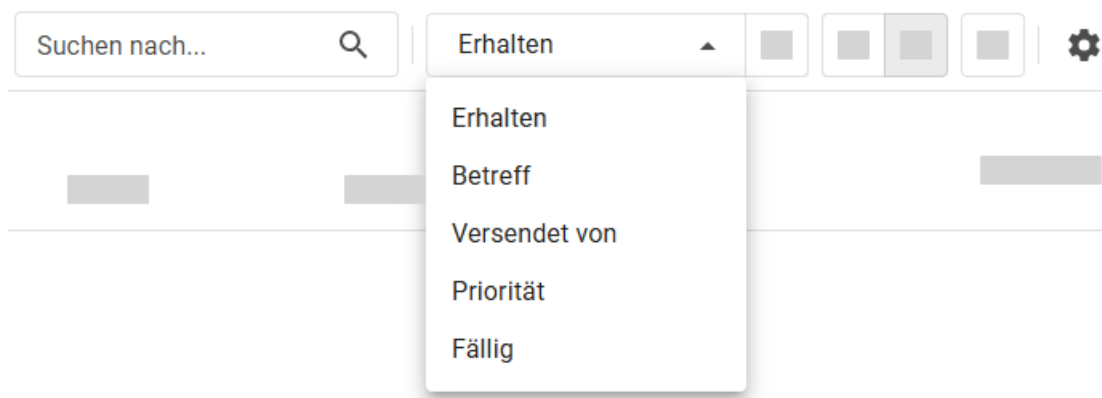 Suchen nach...
Erhalten
Erhalten
Betreff
Versendet von
Priorität
Fällig